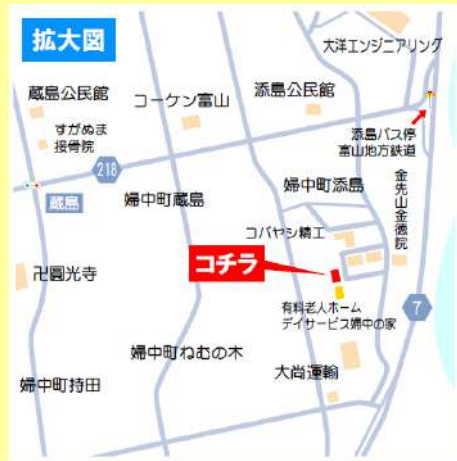 拡大図
大洋エンジニアリング
蔵島公民館
コーケン富山
添島公民館
すがぬま
接骨院
添島バス停
富山地方鉄道
218
蔵島
婦中町蔵島
婦中町添島
金先山金徳院
コバヤシ精工
コチラ
卍圓光寺
有料老人ホーム
デイサービス婦中の家
7
婦中町ねむの木
大尚運輸
婦中町持田